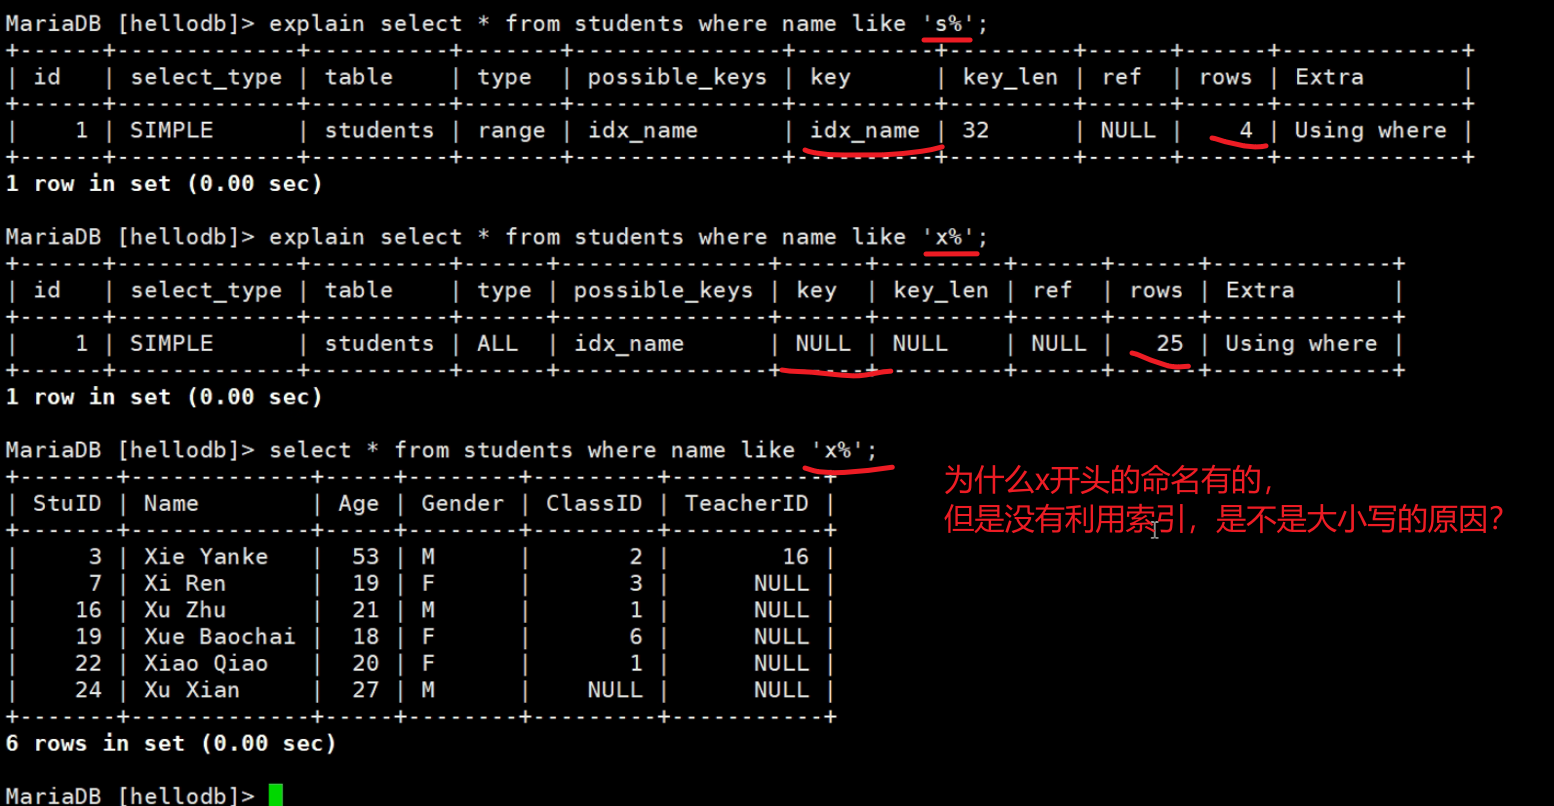 MariaDB [hellodb]> explain select * from students where name like 's%';
+------+-------------+----------+-------+---------------+----------+---------+------+------+-------------+
| id   | select_type | table    | type  | possible_keys | key      | key_len | ref  | rows | Extra       |
+------+-------------+----------+-------+---------------+----------+---------+------+------+-------------+
|    1 | SIMPLE      | students | range | idx_name      | idx_name | 32      | NULL |    4 | Using where |
+------+-------------+----------+-------+---------------+----------+---------+------+------+-------------+
1 row in set (0.00 sec)
MariaDB [hellodb]> explain select * from students where name like 'x%';
+------+-------------+----------+------+---------------+------+---------+------+------+-------------+
| id   | select_type | table    | type | possible_keys | key  | key_len | ref  | rows | Extra       |
+------+-------------+----------+------+---------------+------+---------+------+------+-------------+
|    1 | SIMPLE      | students | ALL  | idx_name      | NULL | NULL    | NULL |   25 | Using where |
+------+-------------+----------+------+---------------+------+---------+------+------+-------------+
1 row in set (0.00 sec)
MariaDB [hellodb]> select * from students where name like 'x%';
+-------+-------------+-----+--------+---------+-----------+
| StuID | Name        | Age | Gender | ClassID | TeacherID |
+-------+-------------+-----+--------+---------+-----------+
|     3 | Xie Yanke   |  53 | M      |       2 |        16 |
|     7 | Xi Ren      |  19 | F      |       3 |      NULL |
|    16 | Xu Zhu      |  21 | M      |       1 |      NULL |
|    19 | Xue Baochai |  18 | F      |       6 |      NULL |
|    22 | Xiao Qiao   |  20 | F      |       1 |      NULL |
|    24 | Xu Xian     |  27 | M      |    NULL |      NULL |
+-------+-------------+-----+--------+---------+-----------+
6 rows in set (0.00 sec)
MariaDB [hellodb]>
为什么x开头的命名有的，
但是没有利用索引，是不是大小写的原因？